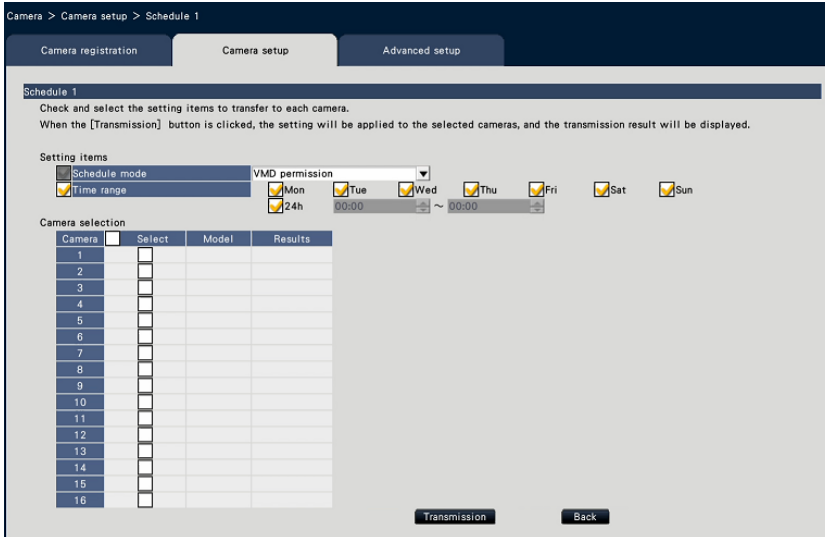 Camera > Camera setup > Schedule 1
Camera registration Camera setup Advanced setup
Schedule 1
Check and select the setting items to transfer to each camera.
When the [Transmission] button is clicked, the setting will be applied to the selected cameras, and the transmission result will be displayed.
Setting items
Schedule mode VMD permission
Time range Mon Tue Wed Thu Fri Sat Sun
24h 00:00 ~ 00:00
Camera selection
Camera Select Model Results
1
2
3
4
5
6
7
8
9
10
11
12
13
14
15
16
Transmission Back